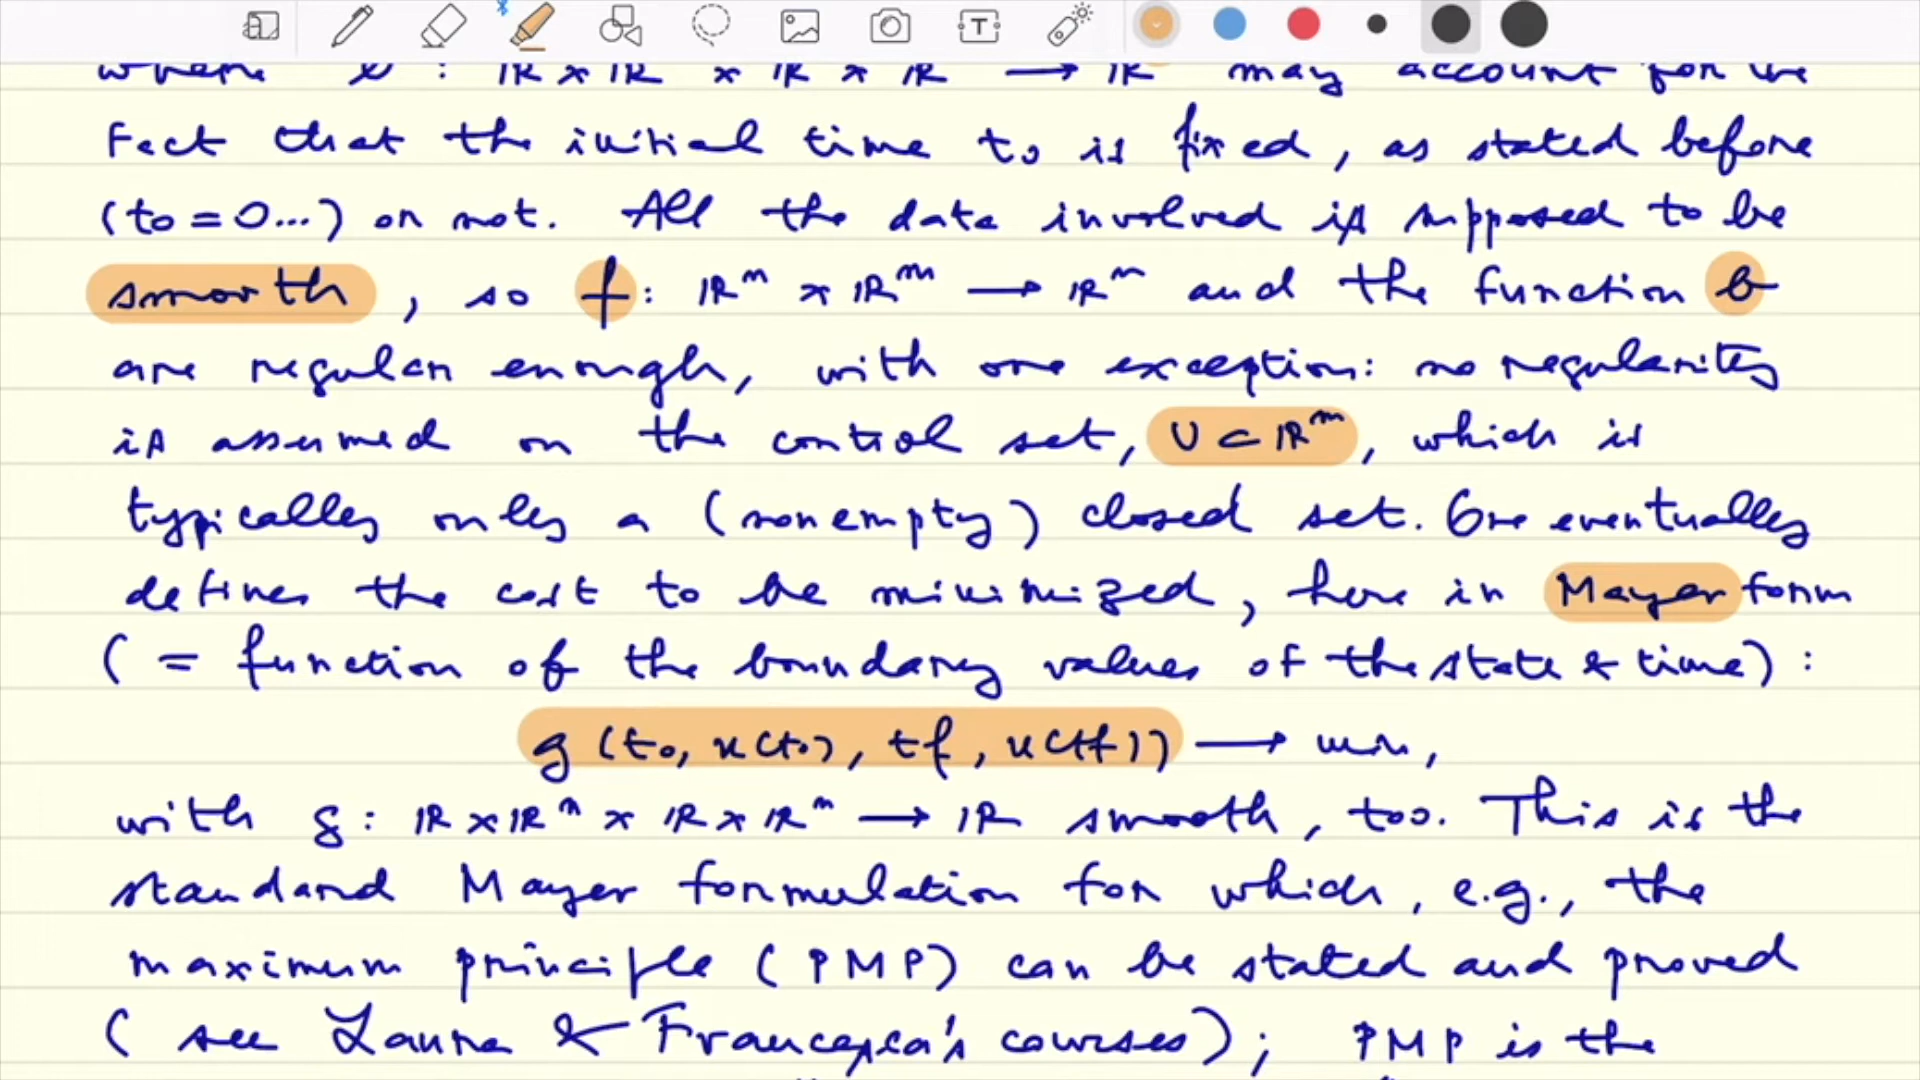 where b : ℝ × ℝ × ℝ × ℝ → ℝ may account for the
fact that the initial time t₀ is fixed, as stated before
(t₀ = 0...) or not. All the data involved is supposed to be
smooth, so f : ℝⁿ × ℝᵐ → ℝⁿ and the function b
are regular enough, with one exception: no regularity
is assumed on the control set, U ⊂ ℝᵐ, which is
typically only a (nonempty) closed set. One eventually
defines the cost to be minimized, here in Mayer form
( = function of the boundary values of the state & time) :
g (t₀, x(t₀), tf, x(tf)) → min,
with g : ℝ × ℝⁿ × ℝ × ℝⁿ → ℝ smooth, too. This is the
standard Mayer formulation for which, e.g., the
maximum principle (PMP) can be stated and proved
( see Laura & Francesca's courses) ; PMP is the